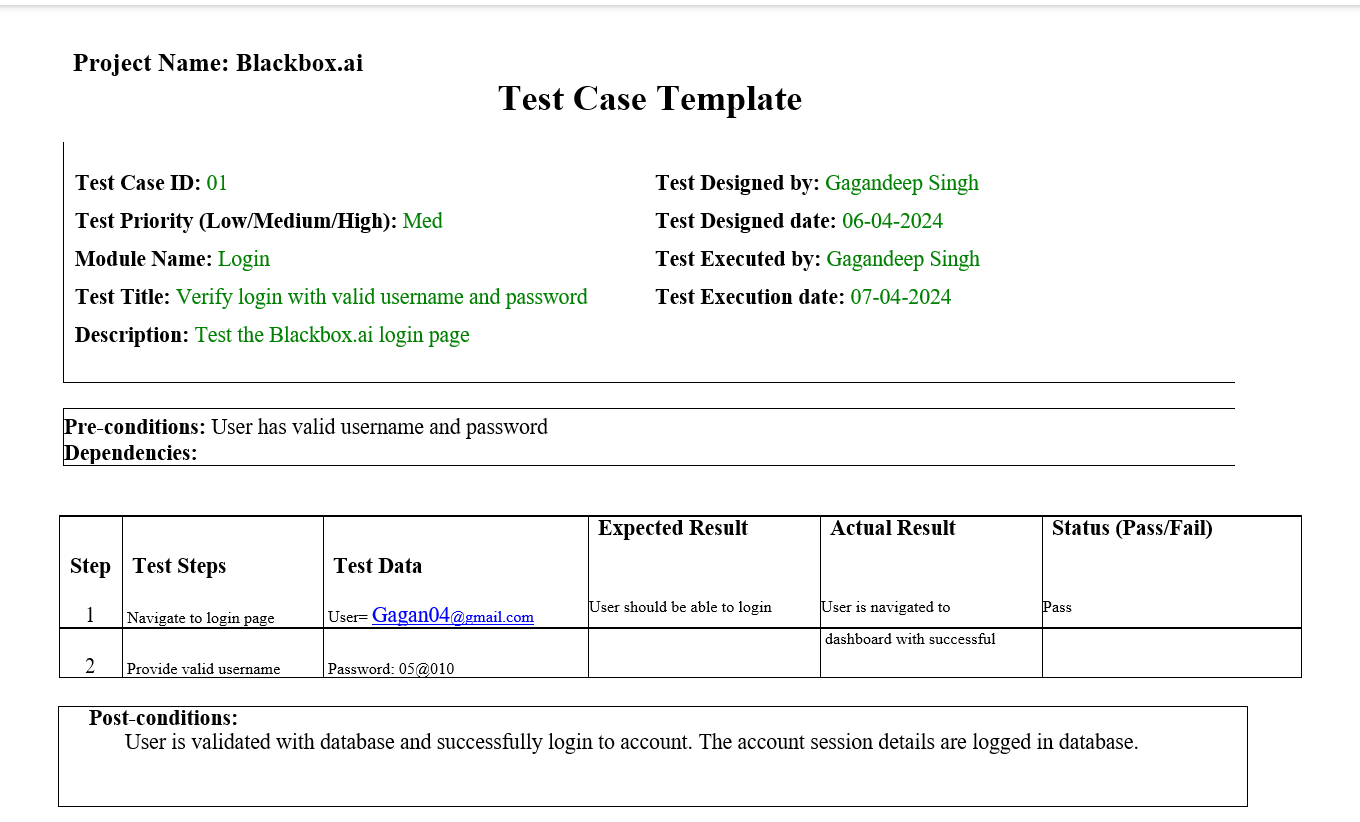 Project Name: Blackbox.ai
Test Case Template
Test Case ID: 01
Test Priority (Low/Medium/High): Med
Module Name: Login
Test Title: Verify login with valid username and password
Description: Test the Blackbox.ai login page
Test Designed by: Gagandeep Singh
Test Designed date: 06-04-2024
Test Executed by: Gagandeep Singh
Test Execution date: 07-04-2024
Pre-conditions: User has valid username and password
Dependencies:
Step Test Steps Test Data Expected Result Actual Result Status (Pass/Fail)
1 Navigate to login page User= Gagan04@gmail.com User should be able to login User is navigated to Pass
dashboard with successful
2 Provide valid username Password: 05@010
Post-conditions:
User is validated with database and successfully login to account. The account session details are logged in database.